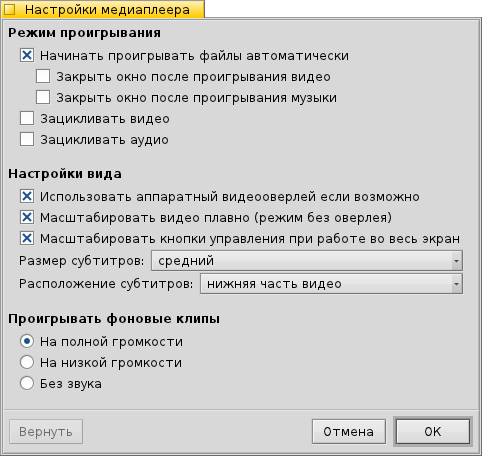 Настройки медиаплеера
Режим проигрывания
Начинать проигрывать файлы автоматически
Закрыть окно после проигрывания видео
Закрыть окно после проигрывания музыки
Зацикливать видео
Зацикливать аудио
Настройки вида
Использовать аппаратный видеооверлей если возможно
Масштабировать видео плавно (режим без оверлея)
Масштабировать кнопки управления при работе во весь экран
Размер субтитров: средний
Расположение субтитров: нижняя часть видео
Проигрывать фоновые клипы
На полной громкости
На низкой громкости
Без звука
Вернуть Отмена ОК